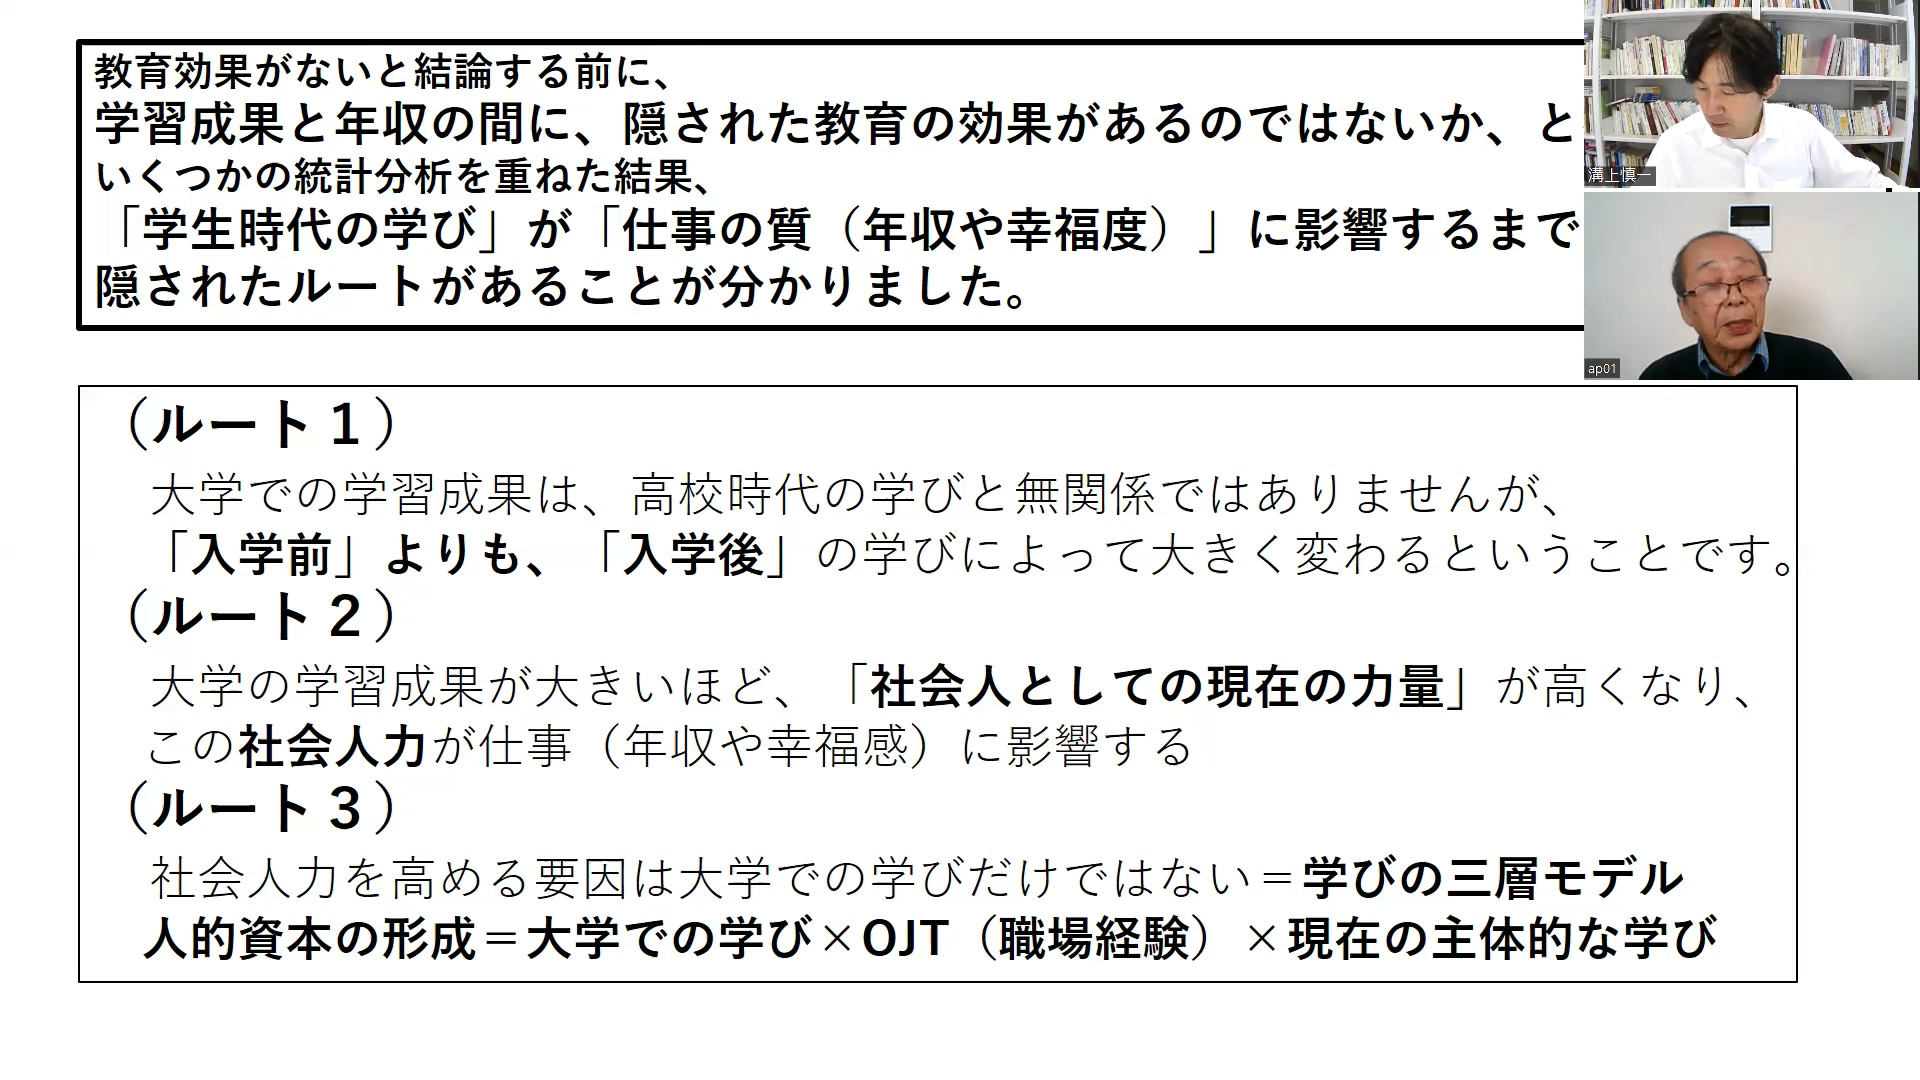 教育効果がないと結論する前に、
学習成果と年収の間に、隠された教育の効果があるのではないか、と
いくつかの統計分析を重ねた結果、
「学生時代の学び」が「仕事の質（年収や幸福度）」に影響するまで
隠されたルートがあることが分かりました。
溝上慎一
ap01
（ルート１）
大学での学習成果は、高校時代の学びと無関係ではありませんが、
「入学前」よりも、「入学後」の学びによって大きく変わるということです。
（ルート２）
大学の学習成果が大きいほど、「社会人としての現在の力量」が高くなり、
この社会人力が仕事（年収や幸福感）に影響する
（ルート３）
社会人力を高める要因は大学での学びだけではない＝学びの三層モデル
人的資本の形成＝大学での学び×OJT（職場経験）×現在の主体的な学び